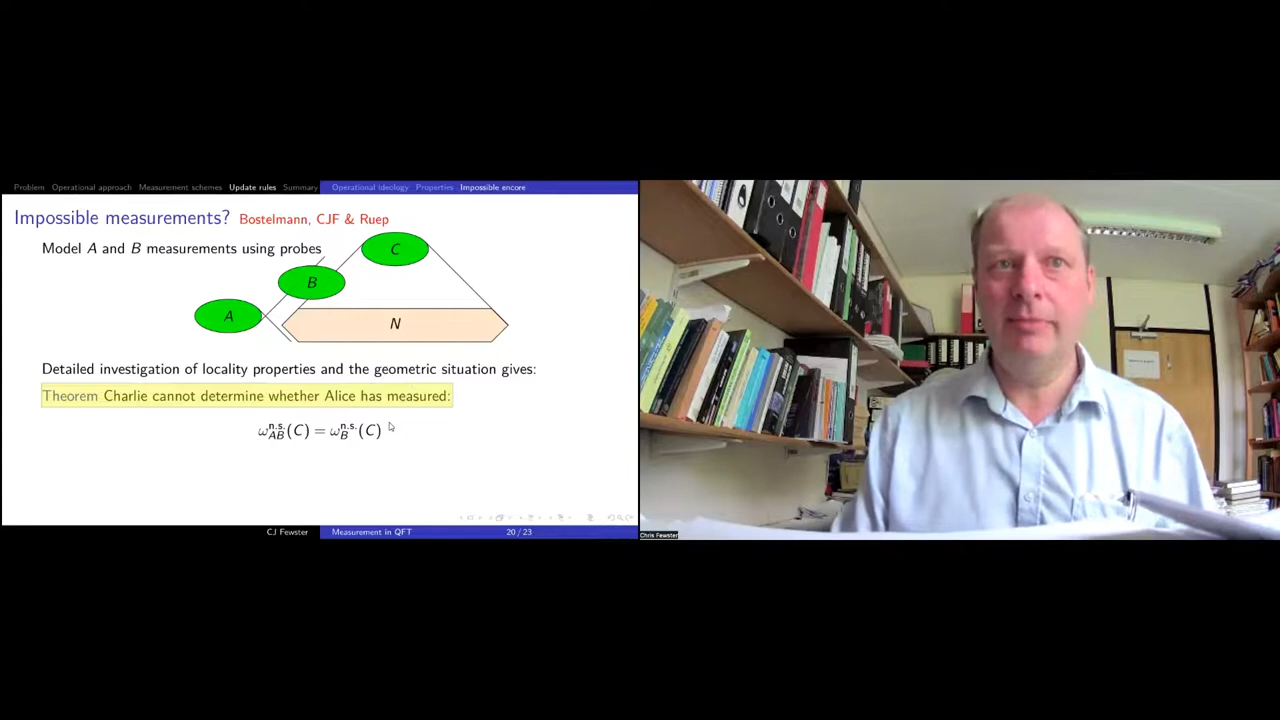 Problem Operational approach Measurement schemes Update rules Summary Operational ideology Properties Impossible encore
Impossible measurements? Bostelmann, CJF & Ruep
Model A and B measurements using probes
C
B
A
N
Detailed investigation of locality properties and the geometric situation gives:
Theorem Charlie cannot determine whether Alice has measured:
ω_{AB}^{n.s.}(C) = ω_{B}^{n.s.}(C)
CJ Fewster Measurement in QFT 20 / 23
Chris Fewster